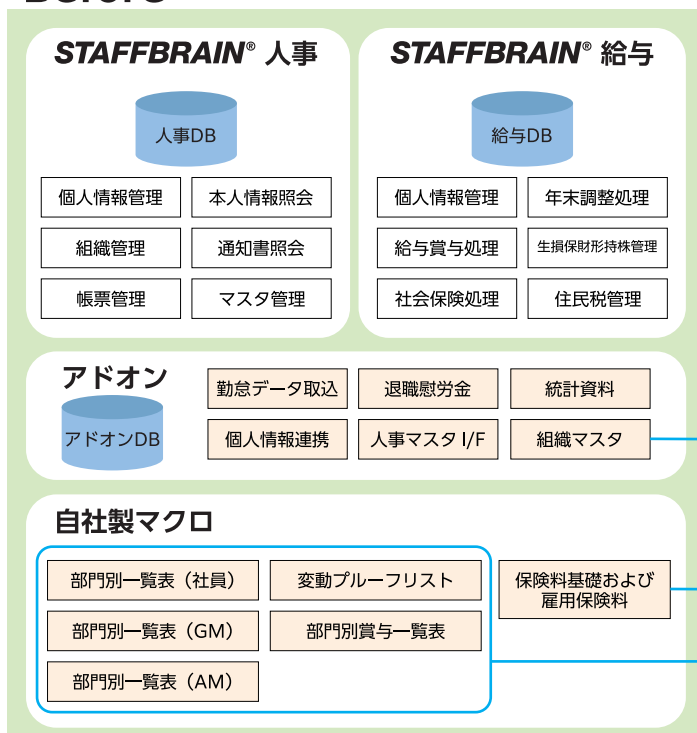 Before
STAFFBRAIN® 人事
人事DB
個人情報管理
本人情報照会
組織管理
通知書照会
帳票管理
マスタ管理
STAFFBRAIN® 給与
給与DB
個人情報管理
年末調整処理
給与賞与処理
生損保財形持株管理
社会保険処理
住民税管理
アドオン
アドオンDB
勤怠データ取込
退職慰労金
統計資料
個人情報連携
人事マスタ I/F
組織マスタ
自社製マクロ
部門別一覧表（社員）
変動プルーフリスト
部門別一覧表（GM）
部門別賞与一覧表
部門別一覧表（AM）
保険料基礎および
雇用保険料